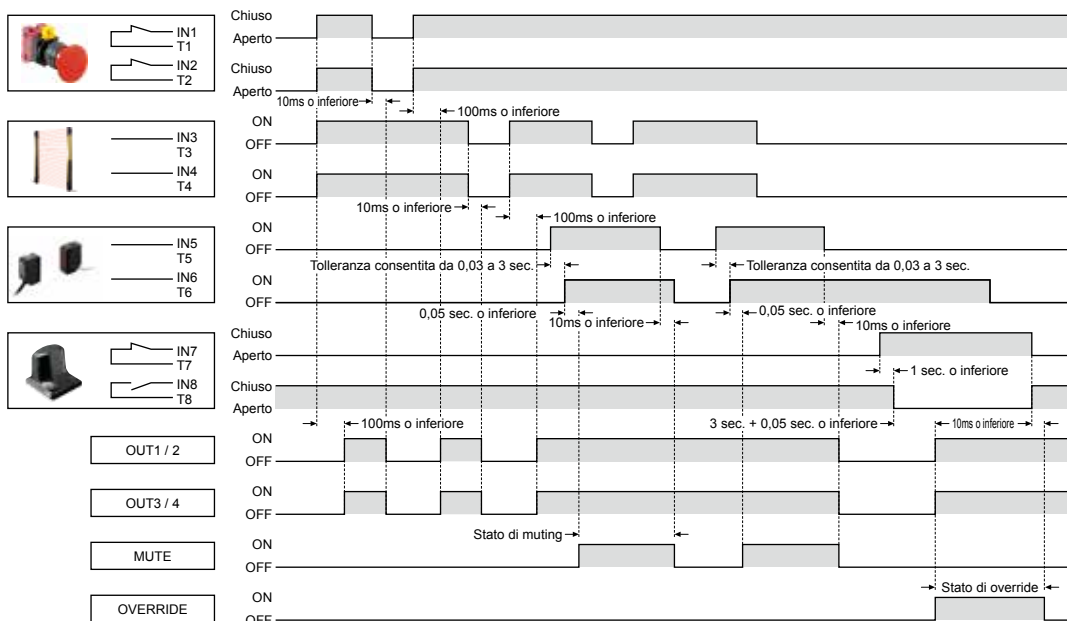 Chiuso
IN1
Aperto
T1
IN2
Chiuso
T2
Aperto
10ms o inferiore
100ms o inferiore
ON
IN3
OFF
T3
IN4
ON
T4
OFF
10ms o inferiore
100ms o inferiore
ON
IN5
OFF
T5
Tolleranza consentita da 0,03 a 3 sec.
Tolleranza consentita da 0,03 a 3 sec.
IN6
ON
T6
OFF
0,05 sec. o inferiore
0,05 sec. o inferiore
10ms o inferiore
10ms o inferiore
Chiuso
IN7
Aperto
T7
1 sec. o inferiore
IN8
Chiuso
T8
Aperto
100ms o inferiore
3 sec. + 0,05 sec. o inferiore
10ms o inferiore
OUT1 / 2
ON
OFF
OUT3 / 4
ON
OFF
Stato di muting
MUTE
ON
OFF
Stato di override
OVERRIDE
ON
OFF